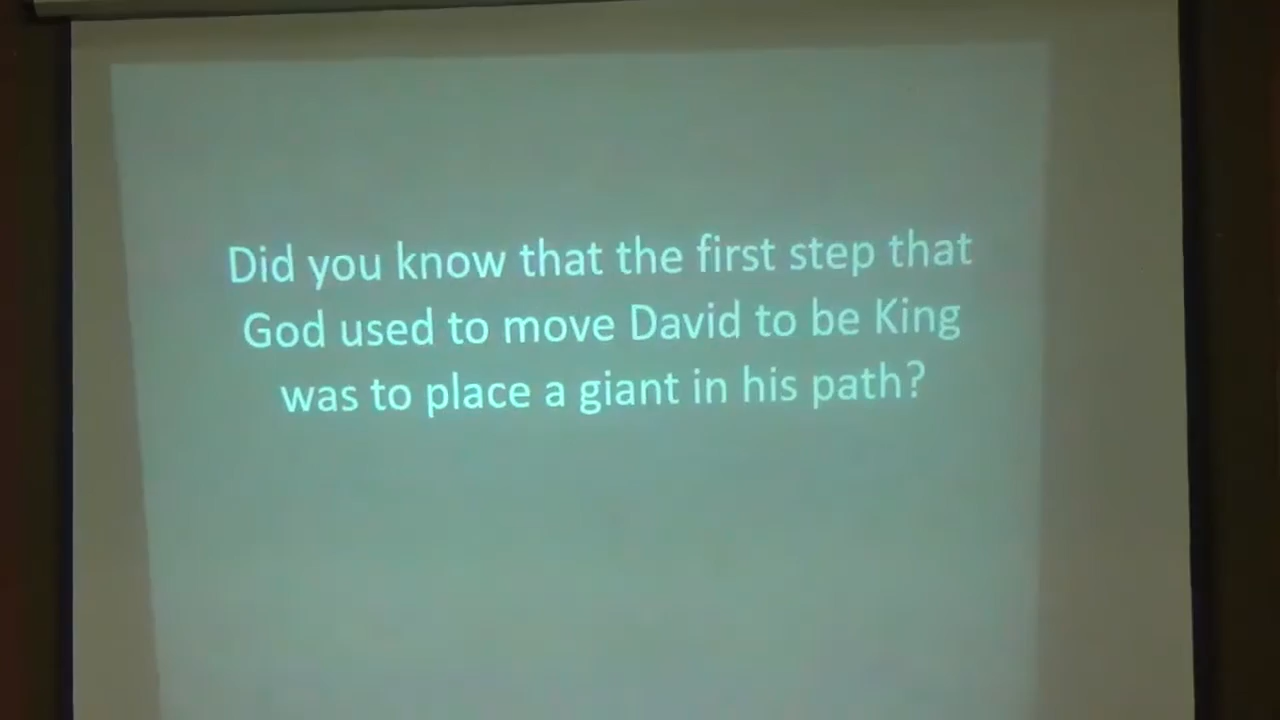 Did you know that the first step that
God used to move David to be King
was to place a giant in his path?